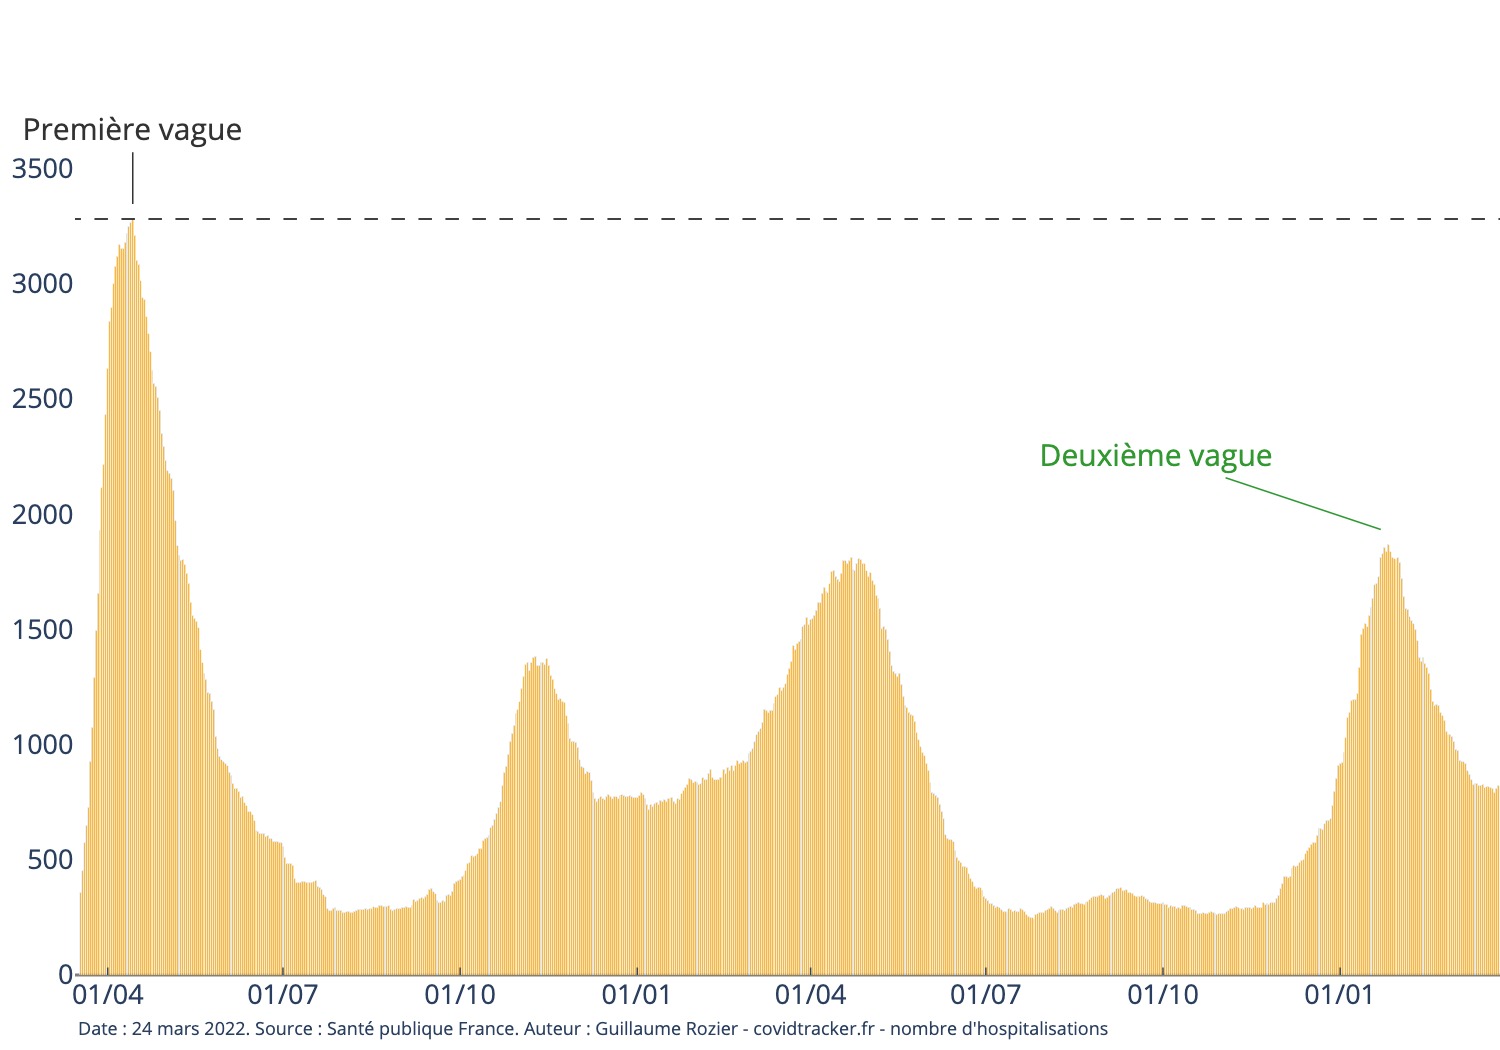 Première vague
3500
3000
2500
Deuxième vague
2000
1500
1000
500
0
01/04 01/07 01/10 01/01 01/04 01/07 01/10 01/01
Date : 24 mars 2022. Source : Santé publique France. Auteur : Guillaume Rozier - covidtracker.fr - nombre d'hospitalisations